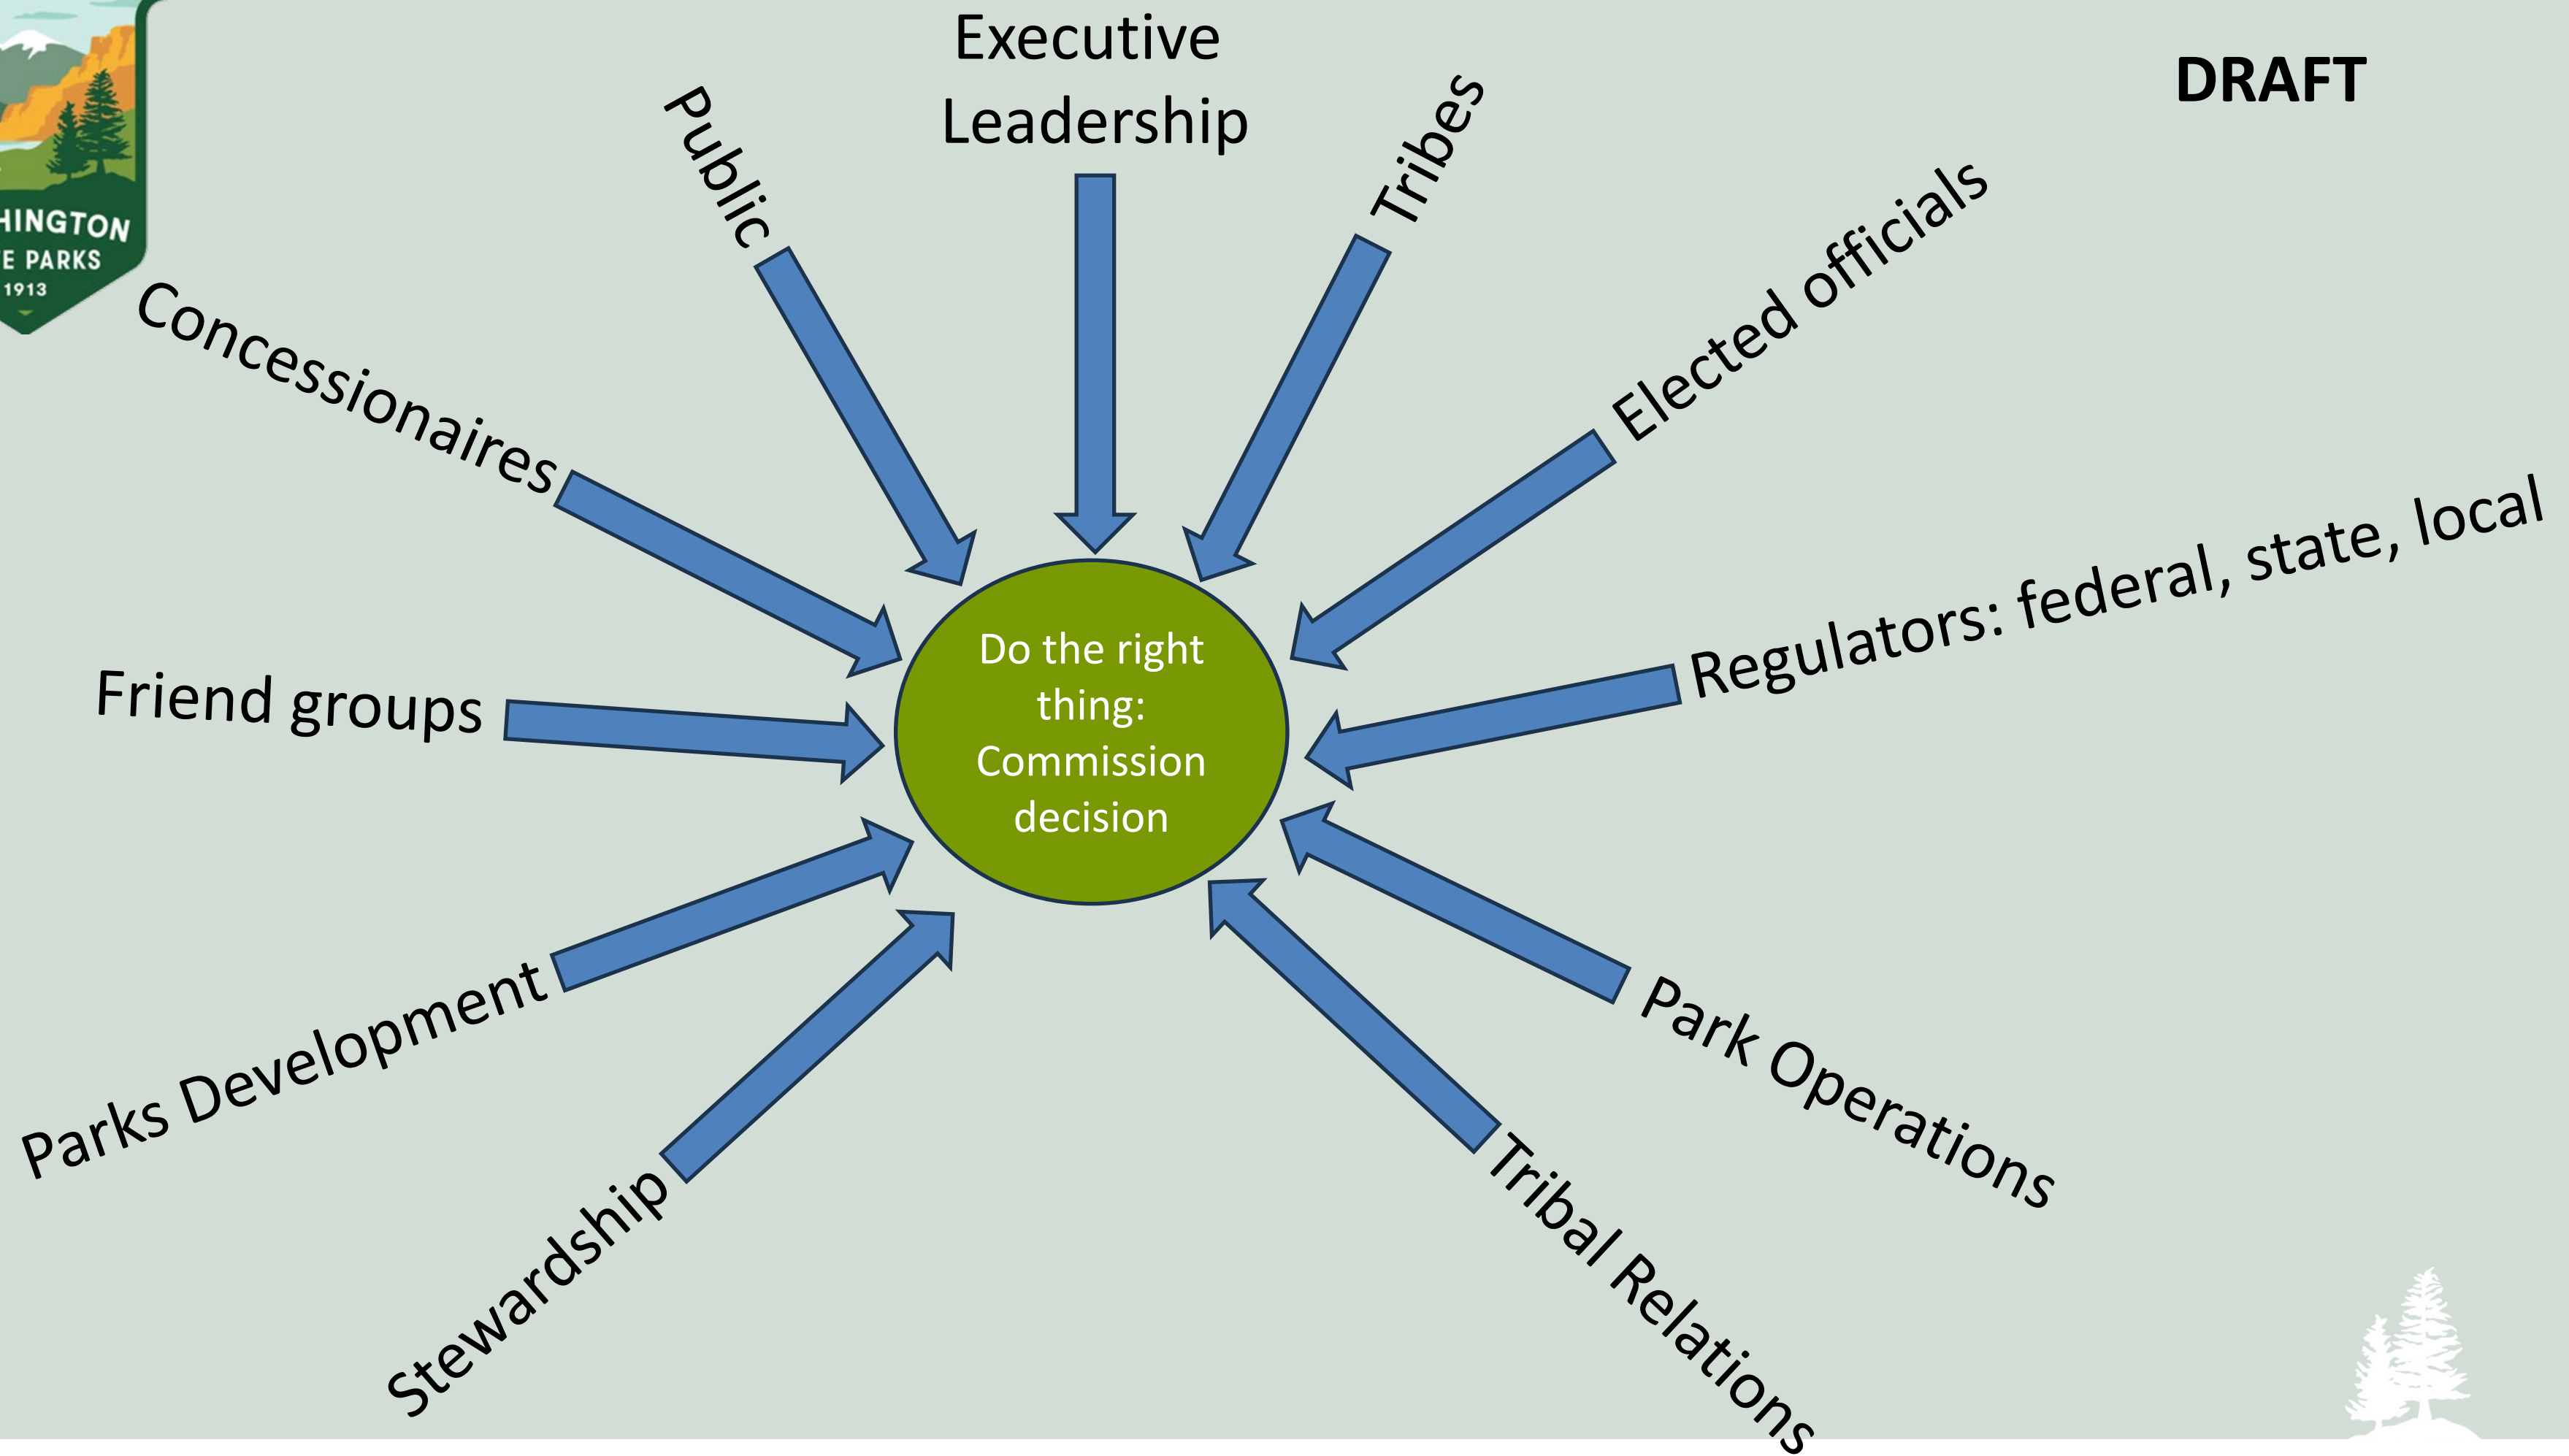 HINGTON
E PARKS
1913
Executive
Leadership
DRAFT
Public
Tribes
Elected officials
Concessionaires
Regulators: federal, state, local
Friend groups
Do the right
thing:
Commission
decision
Parks Development
Park Operations
Stewardship
Tribal Relations